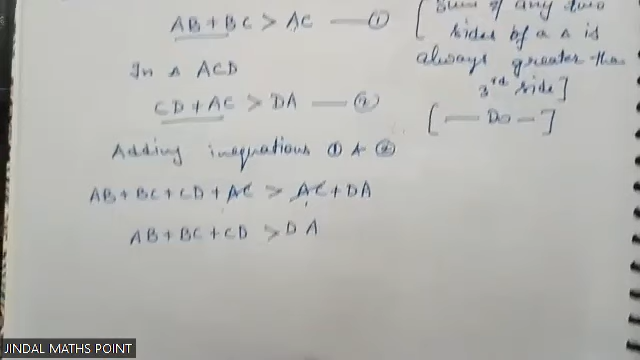 AB + BC > AC — ①
[ Sum of any two
sides of a Δ is
always greater than
3rd side ]
In Δ ACD
CD + AC > DA — ②
[ — Do — ]
Adding inequations ① & ②
AB + BC + CD + AC > AC + DA
AB + BC + CD > DA
JINDAL MATHS POINT